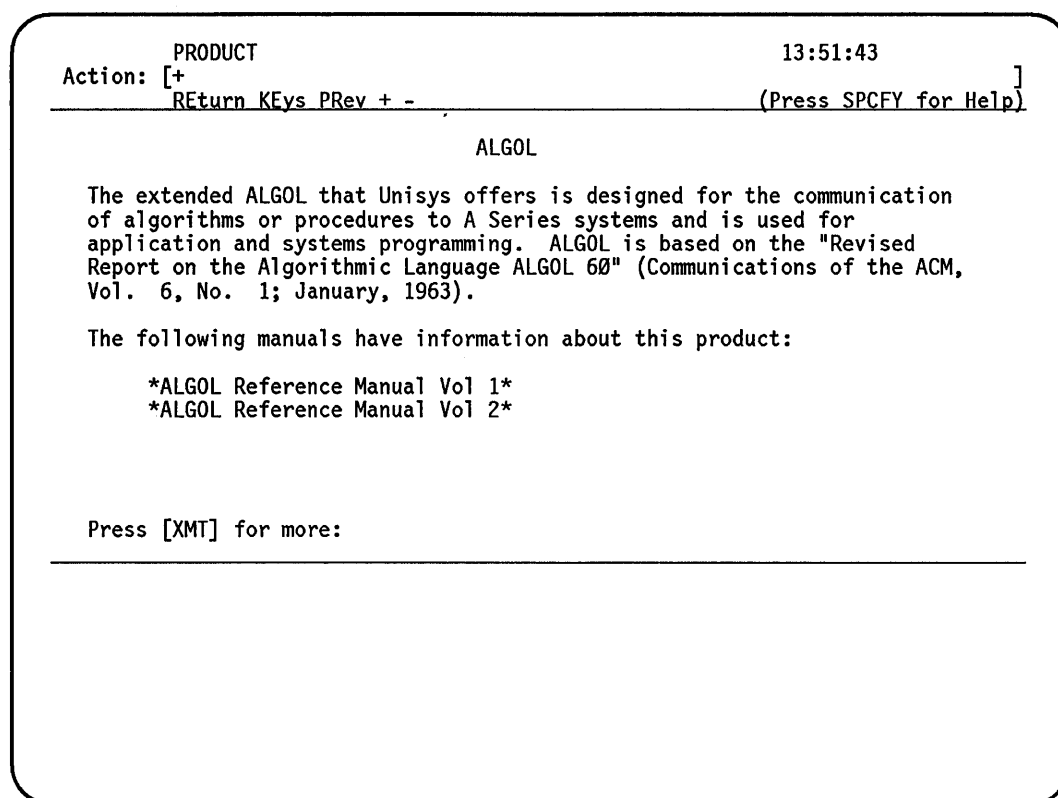 PRODUCT 13:51:43
Action: [+ ]
REturn KEys PRev + - (Press SPCFY for Help)
ALGOL
The extended ALGOL that Unisys offers is designed for the communication
of algorithms or procedures to A Series systems and is used for
application and systems programming. ALGOL is based on the "Revised
Report on the Algorithmic Language ALGOL 60" (Communications of the ACM,
Vol. 6, No. 1; January, 1963).
The following manuals have information about this product:
*ALGOL Reference Manual Vol 1*
*ALGOL Reference Manual Vol 2*
Press [XMT] for more: